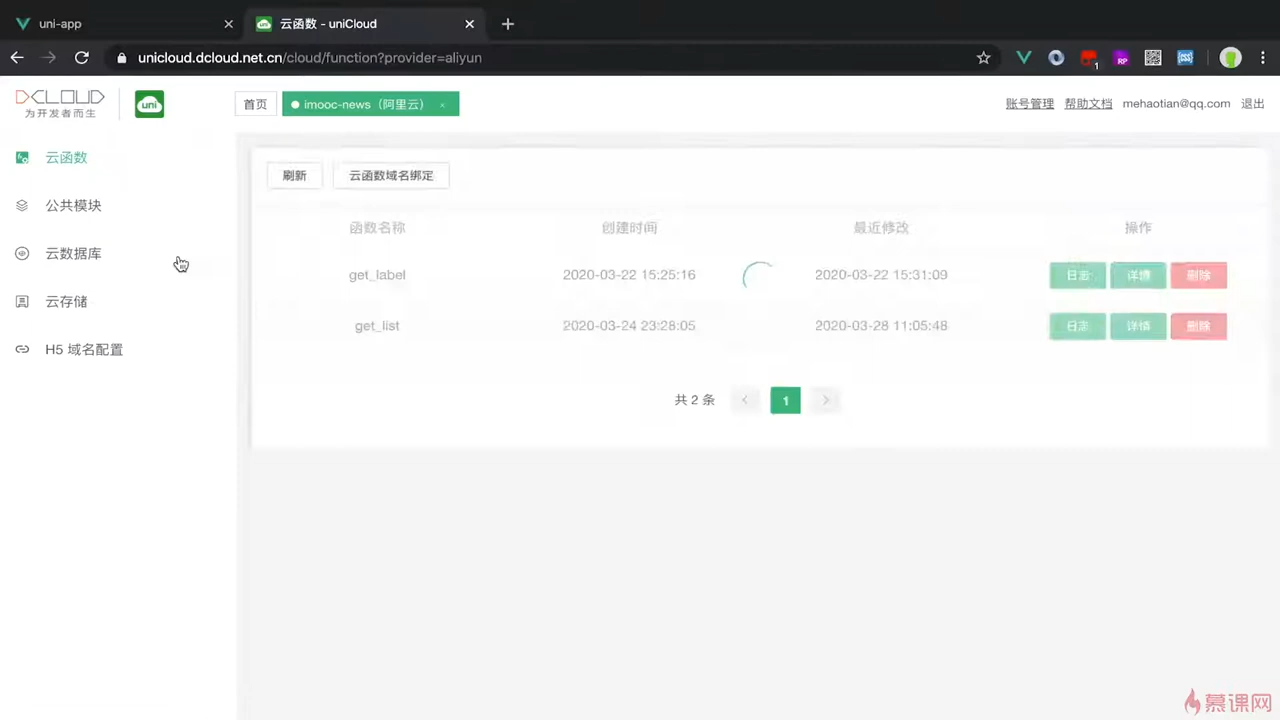 uni-app
云函数 - uniCloud
unicloud.dcloud.net.cn/cloud/function?provider=aliyun
1
RP
DCLOUD
为开发者而生
uni
首页
imooc-news（阿里云） ×
账号管理 帮助文档 mehaotian@qq.com 退出
云函数
公共模块
云数据库
云存储
H5 域名配置
刷新 云函数域名绑定
函数名称 创建时间 最近修改 操作
get_label 2020-03-22 15:25:16 2020-03-22 15:31:09 日志 详情 删除
get_list 2020-03-24 23:28:05 2020-03-28 11:05:48 日志 详情 删除
共 2 条 < 1 >
慕课网